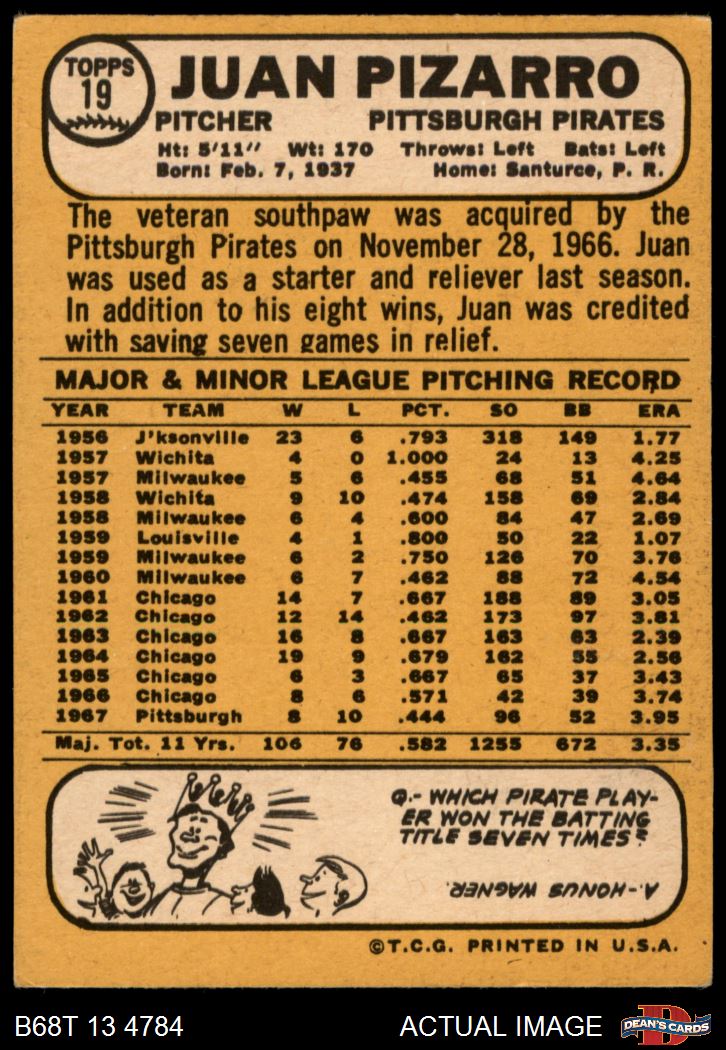 TOPPS
19
JUAN PIZARRO
PITCHER PITTSBURGH PIRATES
Ht: 5'11" Wt: 170 Throws: Left Bats: Left
Born: Feb. 7, 1937 Home: Santurce, P. R.
The veteran southpaw was acquired by the
Pittsburgh Pirates on November 28, 1966. Juan
was used as a starter and reliever last season.
In addition to his eight wins, Juan was credited
with saving seven games in relief.
MAJOR & MINOR LEAGUE PITCHING RECORD
YEAR TEAM W L PCT. SO BB ERA
1956 J'ksonville 23 6 .793 318 149 1.77
1957 Wichita 4 0 1.000 24 13 4.25
1957 Milwaukee 5 6 .455 68 51 4.64
1958 Wichita 9 10 .474 158 69 2.84
1958 Milwaukee 6 4 .600 84 47 2.69
1959 Louisville 4 1 .800 50 22 1.07
1959 Milwaukee 6 2 .750 126 70 3.76
1960 Milwaukee 6 7 .462 88 72 4.54
1961 Chicago 14 7 .667 188 89 3.05
1962 Chicago 12 14 .462 173 97 3.81
1963 Chicago 16 8 .667 163 63 2.39
1964 Chicago 19 9 .679 162 55 2.56
1965 Chicago 6 3 .667 65 37 3.43
1966 Chicago 8 6 .571 42 39 3.74
1967 Pittsburgh 8 10 .444 96 52 3.95
Maj. Tot. 11 Yrs. 106 76 .582 1255 672 3.35
Q.- WHICH PIRATE PLAY-
ER WON THE BATTING
TITLE SEVEN TIMES?
A.-HONUS WAGNER.
©T.C.G. PRINTED IN U.S.A.
B68T 13 4784 ACTUAL IMAGE
D
DEAN'S CARDS